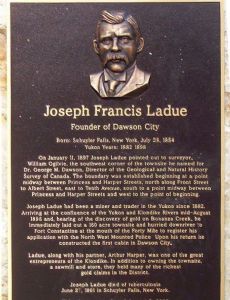 Joseph Francis Ladue
Founder of Dawson City
Born: Schuyler Falls, New York, July 28, 1854
Yukon Years: 1882 1898
On January 11, 1897 Joseph Ladue pointed out to surveyor,
William Ogilvie, the southwest corner of the townsite he named for
Dr. George M. Dawson, Director of the Geological and Natural History
Survey of Canada. The boundary was established beginning at a point
midway between Princess and Harper Streets, north along Front Street
to Albert Street, east to Tenth Avenue, south to a point midway between
Princess and Harper Streets and west to the point of beginning.
Joseph Ladue had been a miner and trader in the Yukon since 1882.
Arriving at the confluence of the Yukon and Klondike Rivers mid-August
1896 and, hearing of the discovery of gold on Bonanza Creek, he
immediately laid out a 160 acre townsite and hurried downriver to
Fort Constantine at the mouth of the Forty Mile to register his
application with the North West Mounted Police. Upon his return he
constructed the first cabin in Dawson City.
Ladue, along with his partner, Arthur Harper, was one of the great
entrepreneurs of the Klondike. In addition to owning the townsite,
a sawmill and store, they held many of the richest
gold claims in the District.
Joseph Ladue died of tuberculosis
June 27, 1901 in Schuyler Falls, New York